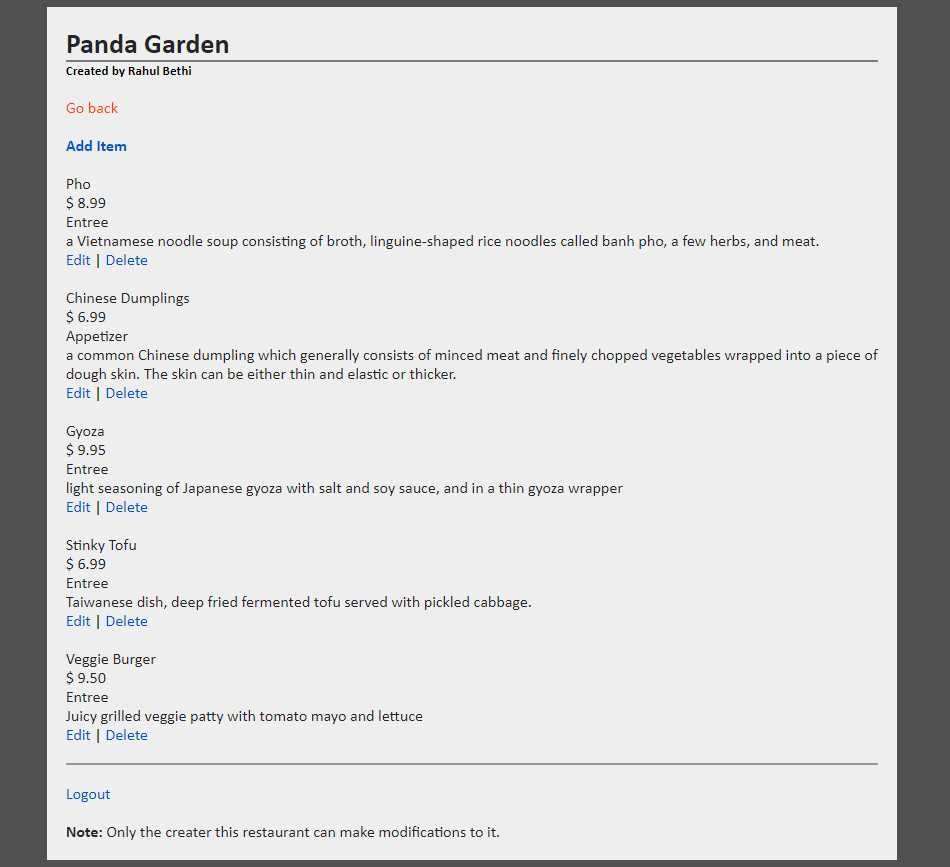 Panda Garden
Created by Rahul Bethi
Go back
Add Item
Pho
$ 8.99
Entree
a Vietnamese noodle soup consisting of broth, linguine-shaped rice noodles called banh pho, a few herbs, and meat.
Edit | Delete
Chinese Dumplings
$ 6.99
Appetizer
a common Chinese dumpling which generally consists of minced meat and finely chopped vegetables wrapped into a piece of
dough skin. The skin can be either thin and elastic or thicker.
Edit | Delete
Gyoza
$ 9.95
Entree
light seasoning of Japanese gyoza with salt and soy sauce, and in a thin gyoza wrapper
Edit | Delete
Stinky Tofu
$ 6.99
Entree
Taiwanese dish, deep fried fermented tofu served with pickled cabbage.
Edit | Delete
Veggie Burger
$ 9.50
Entree
Juicy grilled veggie patty with tomato mayo and lettuce
Edit | Delete
Logout
Note: Only the creater this restaurant can make modifications to it.